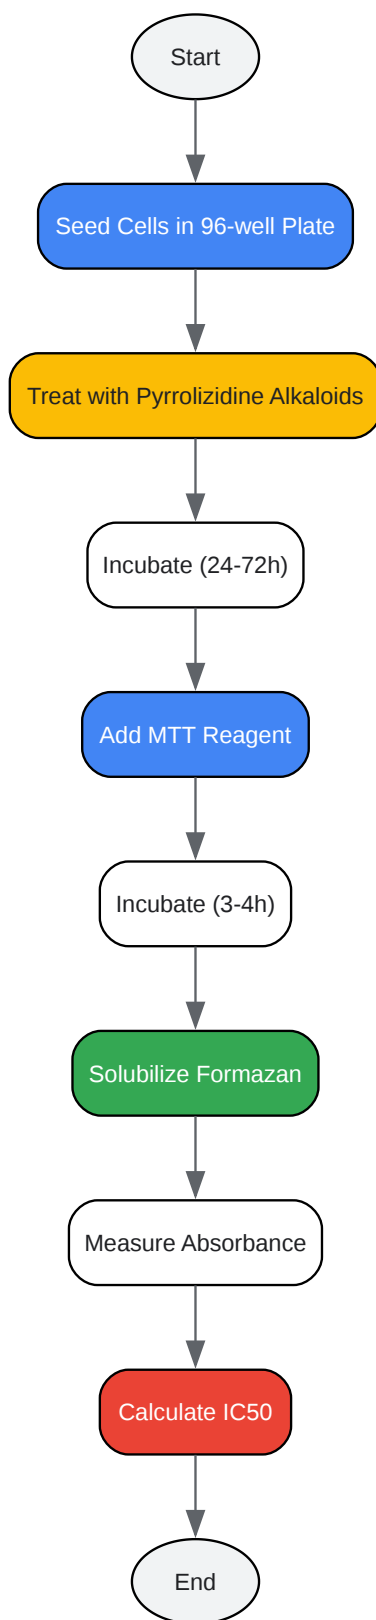 Start
Seed Cells in 96-well Plate
Treat with Pyrrolizidine Alkaloids
Incubate (24-72h)
Add MTT Reagent
Incubate (3-4h)
Solubilize Formazan
Measure Absorbance
Calculate IC50
End